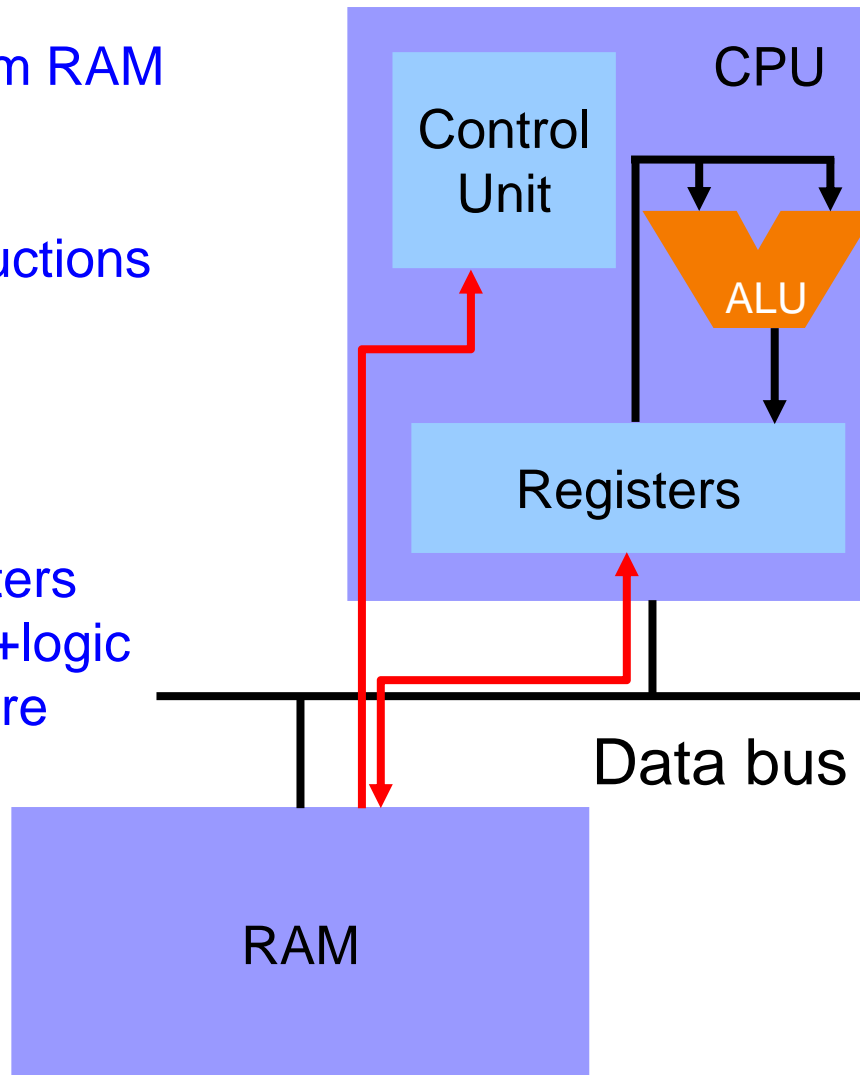 m RAM
uctions
ters
+logic
re
CPU
Control
Unit
ALU
Registers
Data bus
RAM